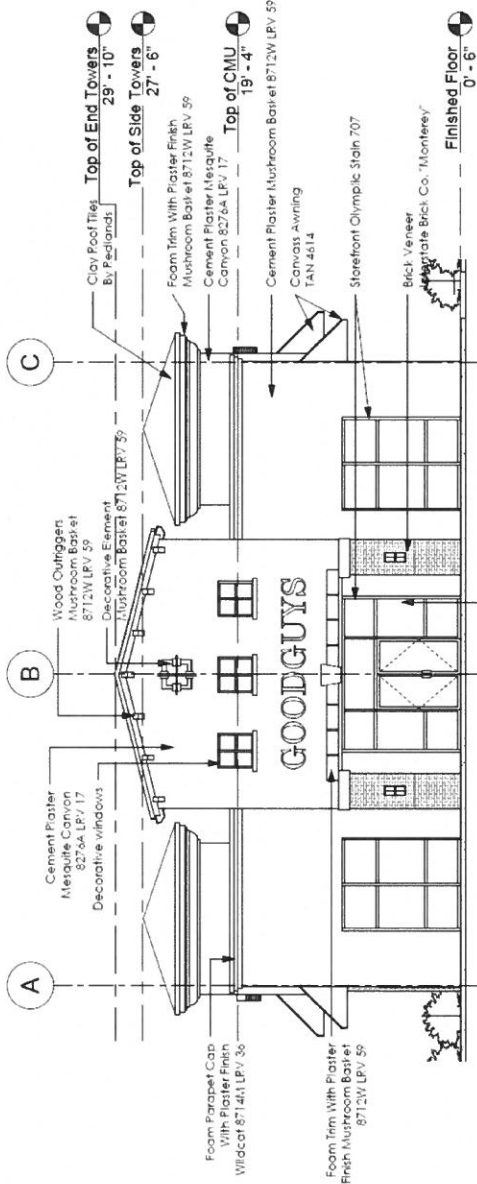 A
B
C
Cement Plaster
Mesquite Canyon
8276A LRV 17
Decorative windows
Wood Outriggers
Mushroom Basket
8712W LRV 59
Decorative Element
Mushroom Basket 8712W LRV 59
Clay Roof Tiles
By Redlands
Top of End Towers
29' - 10"
Top of Side Towers
27' - 6"
Foam Trim With Plaster Finish
Mushroom Basket 8712W LRV 59
Cement Plaster Mesquite
Canyon 8276A LRV 17
Top of CMU
19' - 4"
Cement Plaster Mushroom Basket 8712W LRV 59
Canvass Awning
TAN 4614
Storefront Olympic Stain 707
Brick Veneer
Interstate Brick Co. "Monterey"
Finished Floor
0' - 6"
Foam Parapet Cap
With Plaster Finish
Wildcat 8714M LRV 36
Foam Trim With Plaster
Finish Mushroom Basket
8712W LRV 59
GOODGUYS